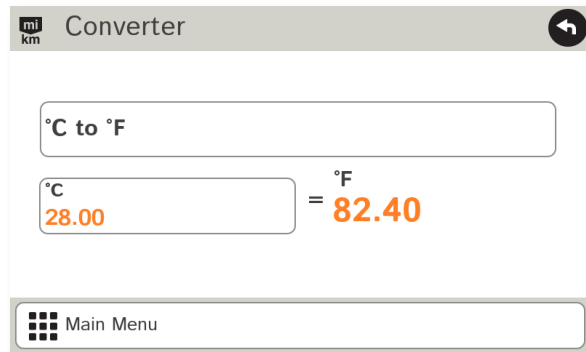 mi
km
Converter
°C to °F
°C
28.00
=
°F
82.40
Main Menu